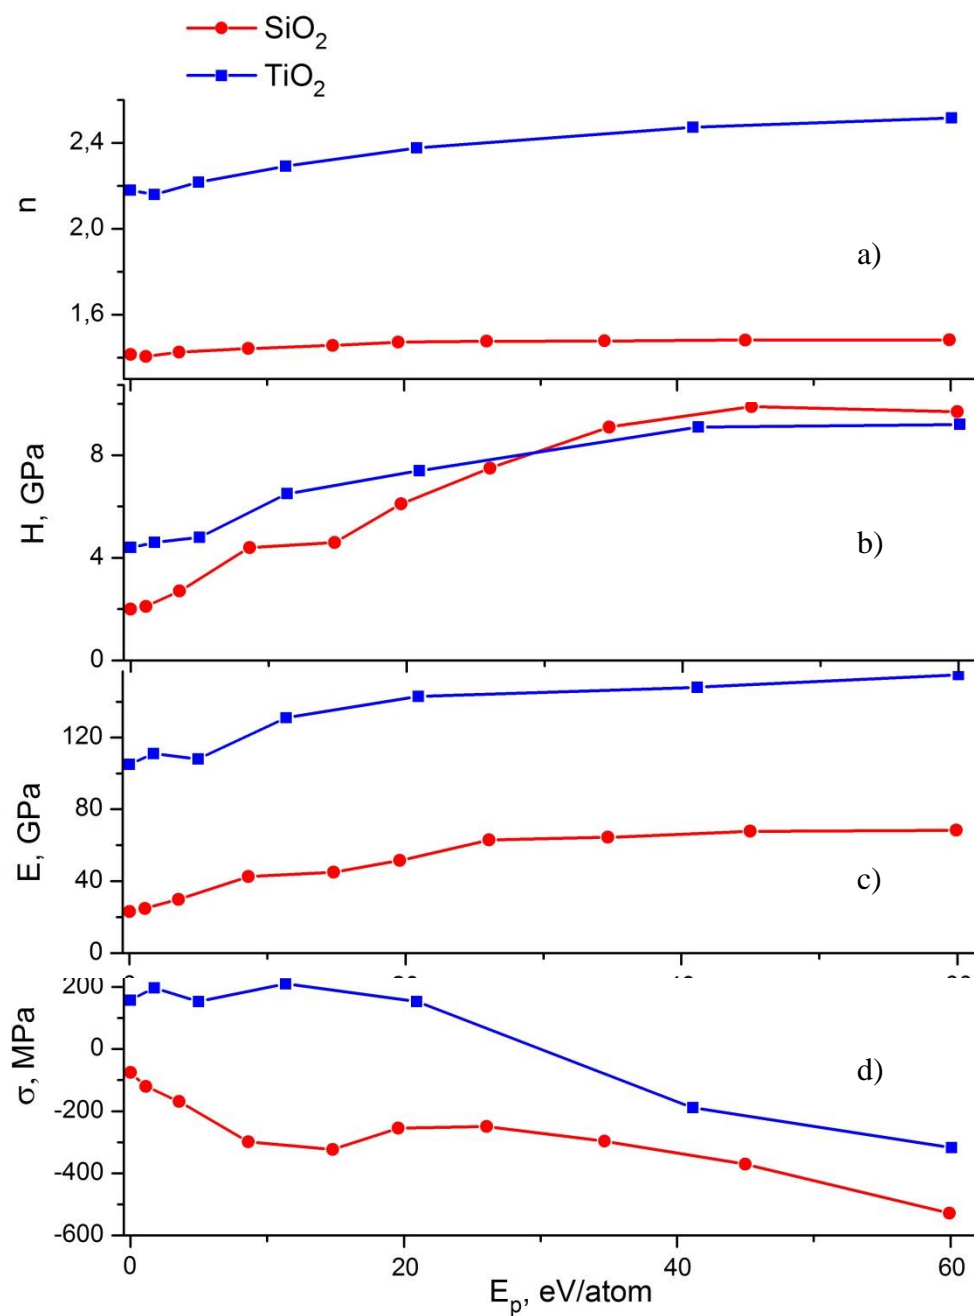 SiO2
TiO2
2,4
n
2,0
a)
1,6
8
H, GPa
4
b)
0
120
E, GPa
80
40
c)
0
200
σ, MPa
0
d)
-200
-400
-600
0 20 40 60
Ep, eV/atom